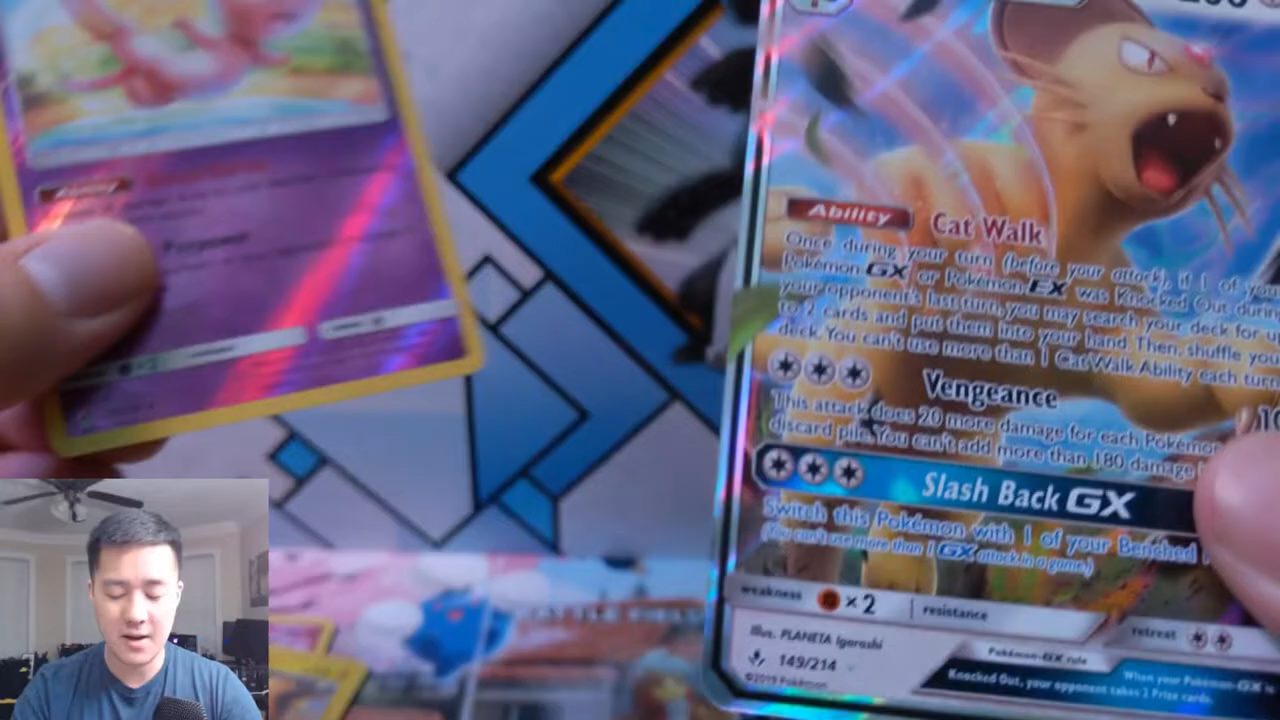 Ability
Ability Cat Walk
Once during your turn (before your attack), if 1 of your
Pokémon GX or Pokémon EX was Knocked Out during
your opponent's last turn, you may search your deck for up
to 2 cards and put them into your hand. Then, shuffle your
deck. You can't use more than 1 Cat Walk Ability each turn
Vengeance
This attack does 20 more damage for each Pokémon
discard pile. You can't add more than 180 damage
Slash Back GX
Switch this Pokémon with 1 of your Benched
(You can't use more than 1 GX attack in a game.)
weakness ×2 resistance
retreat
Illus. PLANETA Igarashi
Pokémon-GX rule
149/214
When your Pokémon-GX is
Knocked Out, your opponent takes 2 Prize cards.
©2019 Pokémon